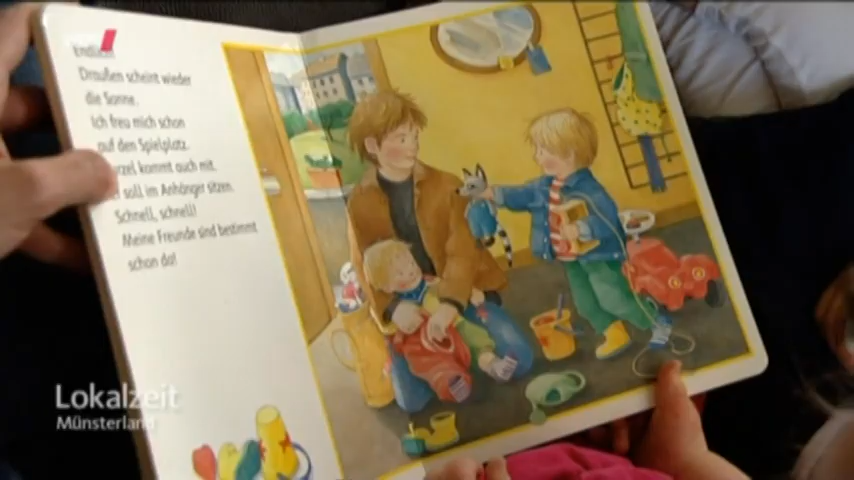 Endlich!
Draußen scheint wieder
die Sonne.
Ich freu mich schon
auf den Spielplatz.
kommt auch mit.
soll im Anhänger sitzen.
Schnell, schnell!
Meine Freunde sind bestimmt
schon da!
Lokalzeit
Münsterland